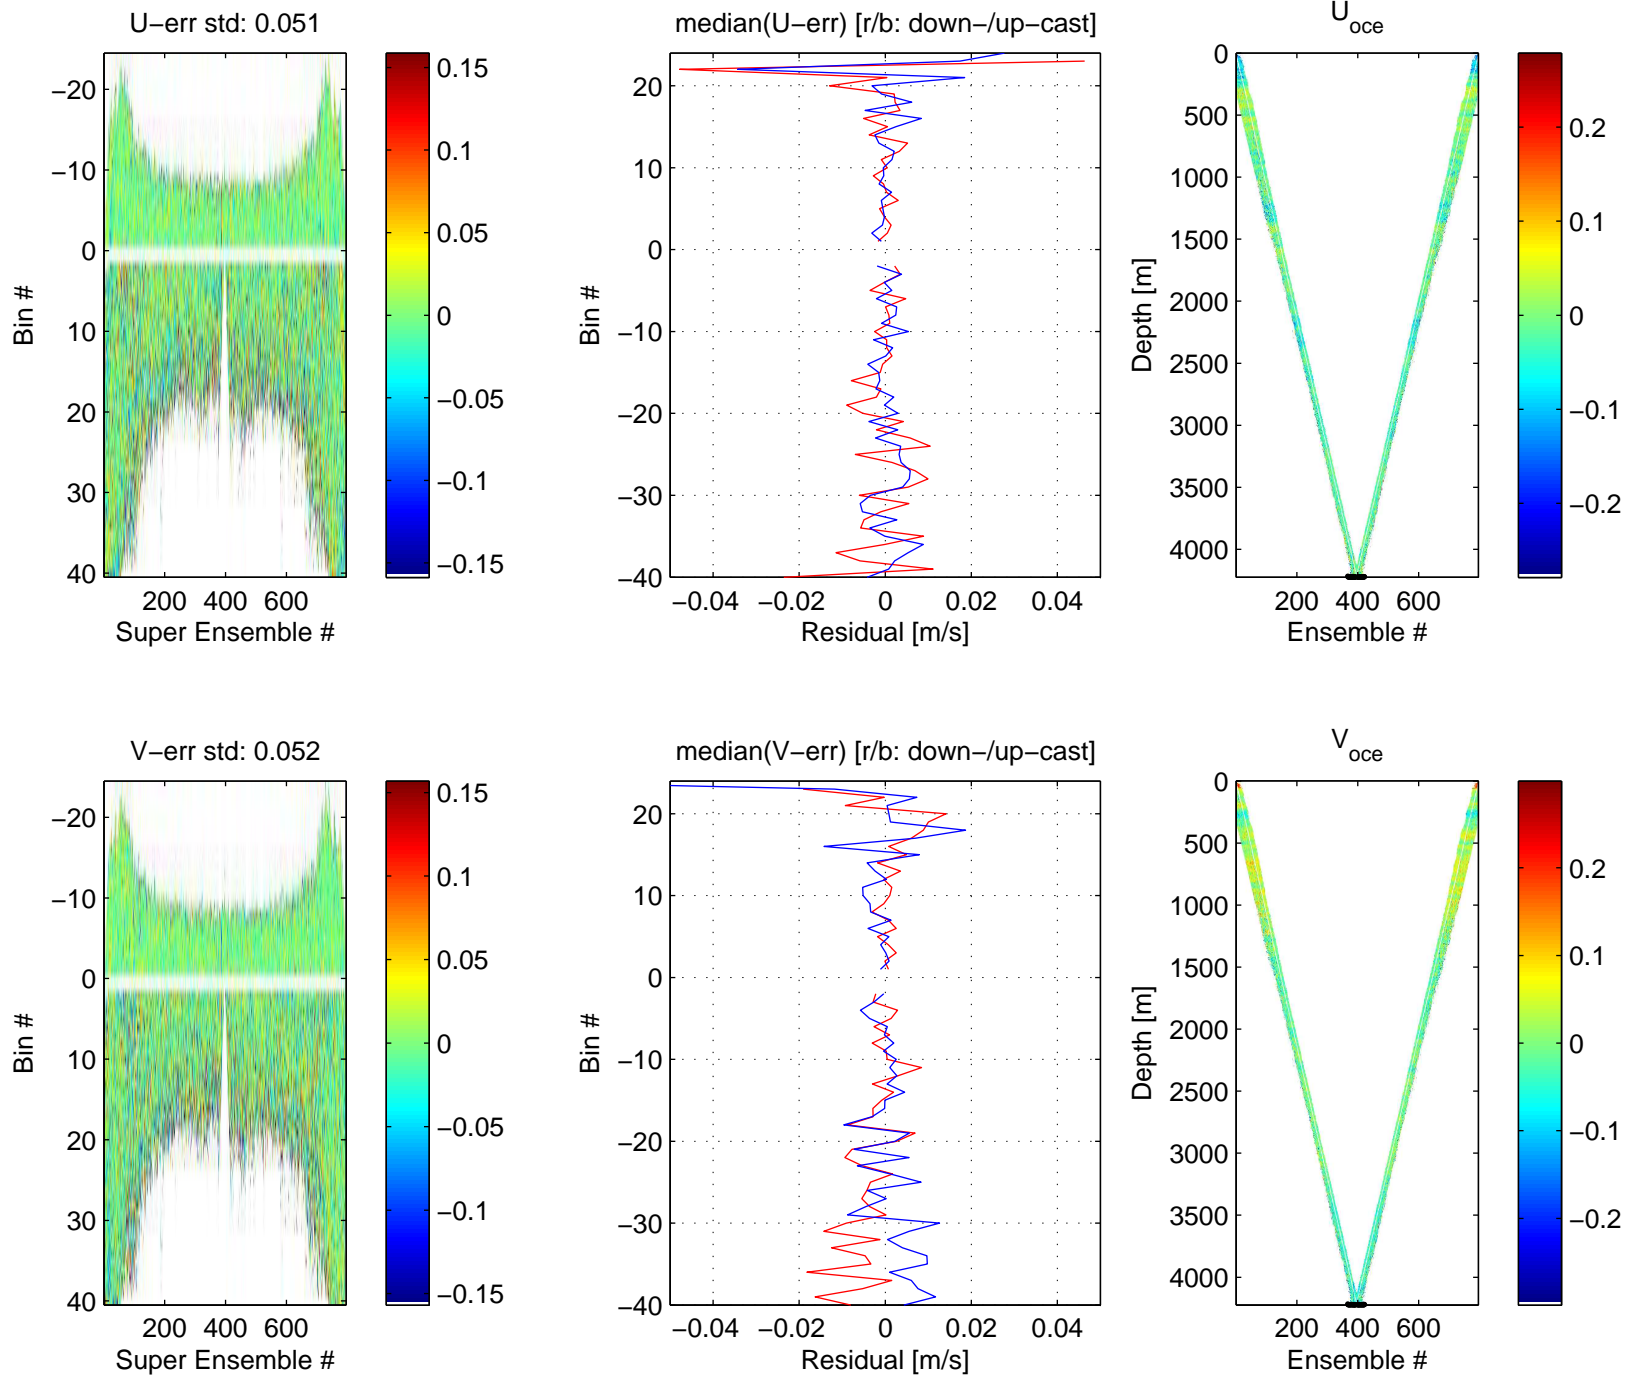 U−err std: 0.051
−20
−10
0
10
20
30
40
Bin #
200 400 600
Super Ensemble #
0.15
0.1
0.05
0
−0.05
−0.1
−0.15
median(U−err) [r/b: down−/up−cast]
20
10
0
−10
−20
−30
−40
Bin #
−0.04 −0.02 0 0.02 0.04
Residual [m/s]
U oce
0
500
1000
1500
2000
2500
3000
3500
4000
Depth [m]
200 400 600
Ensemble #
0.2
0.1
0
−0.1
−0.2
V−err std: 0.052
−20
−10
0
10
20
30
40
Bin #
200 400 600
Super Ensemble #
0.15
0.1
0.05
0
−0.05
−0.1
−0.15
median(V−err) [r/b: down−/up−cast]
20
10
0
−10
−20
−30
−40
Bin #
−0.04 −0.02 0 0.02 0.04
Residual [m/s]
V oce
0
500
1000
1500
2000
2500
3000
3500
4000
Depth [m]
200 400 600
Ensemble #
0.2
0.1
0
−0.1
−0.2